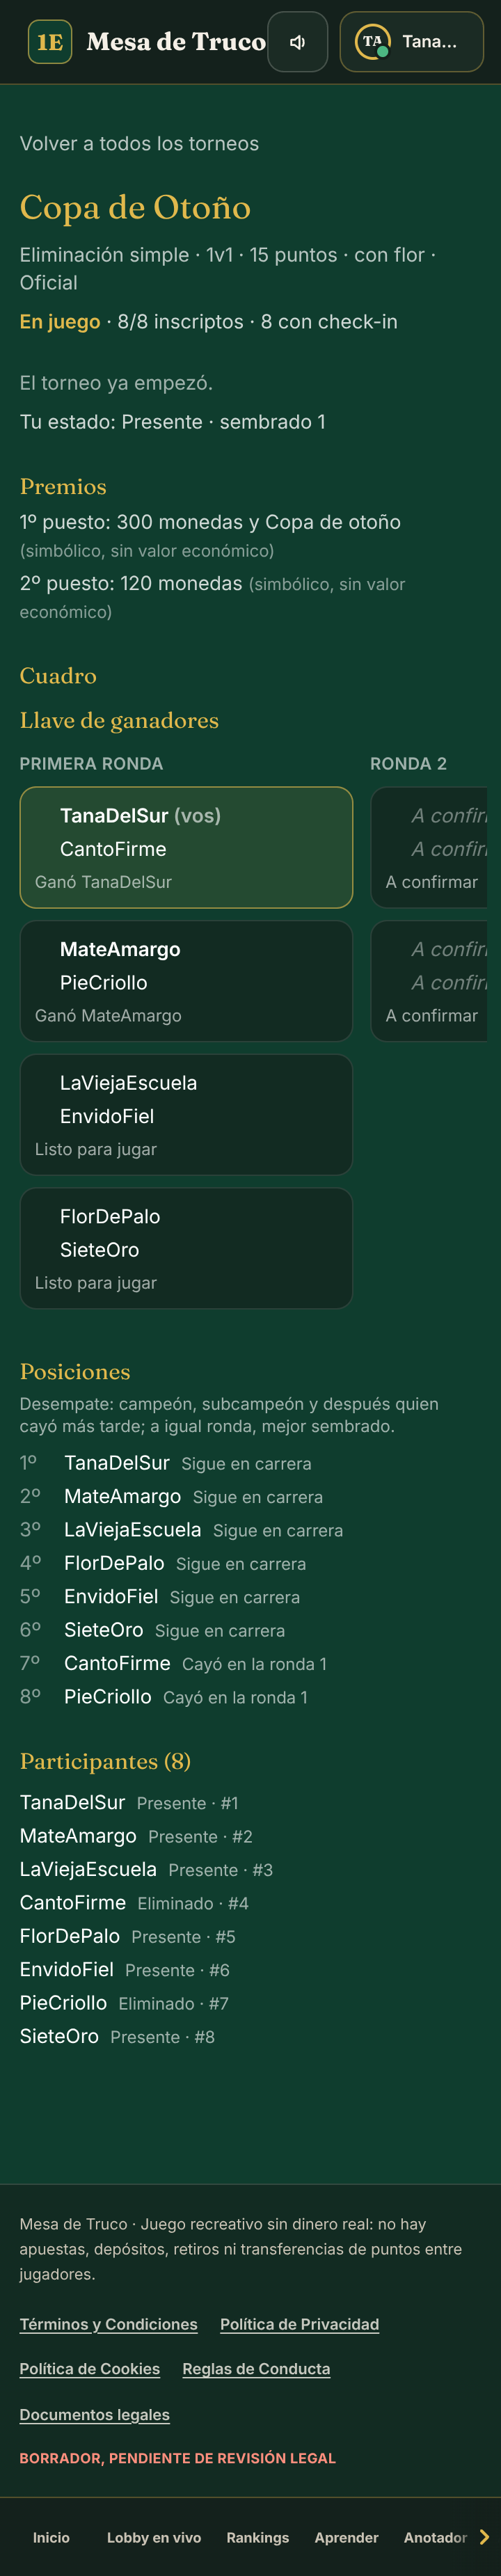 1E
Mesa de Truco
TA
Tana...
Volver a todos los torneos
Copa de Otoño
Eliminación simple · 1v1 · 15 puntos · con flor ·
Oficial
En juego · 8/8 inscriptos · 8 con check-in
El torneo ya empezó.
Tu estado: Presente · sembrado 1
Premios
1º puesto: 300 monedas y Copa de otoño
(simbólico, sin valor económico)
2º puesto: 120 monedas (simbólico, sin valor
económico)
Cuadro
Llave de ganadores
PRIMERA RONDA
TanaDelSur (vos)
CantoFirme
Ganó TanaDelSur
MateAmargo
PieCriollo
Ganó MateAmargo
LaViejaEscuela
EnvidoFiel
Listo para jugar
FlorDePalo
SieteOro
Listo para jugar
RONDA 2
A
A
A confirmar
A
A
A confirmar
Posiciones
Desempate: campeón, subcampeón y después quien
cayó más tarde; a igual ronda, mejor sembrado.
1º TanaDelSur Sigue en carrera
2º MateAmargo Sigue en carrera
3º LaViejaEscuela Sigue en carrera
4º FlorDePalo Sigue en carrera
5º EnvidoFiel Sigue en carrera
6º SieteOro Sigue en carrera
7º CantoFirme Cayó en la ronda 1
8º PieCriollo Cayó en la ronda 1
Participantes (8)
TanaDelSur Presente · #1
MateAmargo Presente · #2
LaViejaEscuela Presente · #3
CantoFirme Eliminado · #4
FlorDePalo Presente · #5
EnvidoFiel Presente · #6
PieCriollo Eliminado · #7
SieteOro Presente · #8
Mesa de Truco · Juego recreativo sin dinero real: no hay
apuestas, depósitos, retiros ni transferencias de puntos entre
jugadores.
Términos y Condiciones Política de Privacidad
Política de Cookies Reglas de Conducta
Documentos legales
BORRADOR, PENDIENTE DE REVISIÓN LEGAL
Inicio Lobby en vivo Rankings Aprender Anotador